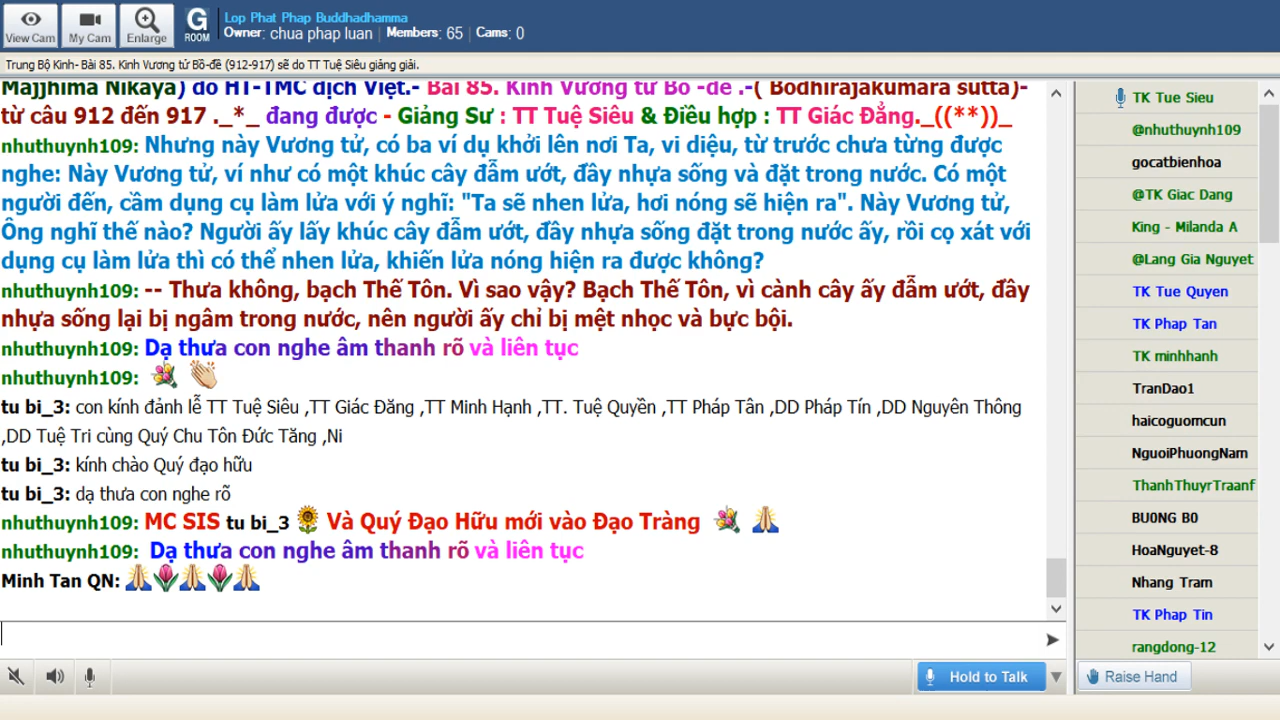 Lop Phat Phap Buddhadhamma
Owner: chua pháp luan | Members: 65 | Cams: 0
View Cam
My Cam
Enlarge
G ROOM
Trung Bộ Kinh- Bài 85. Kinh Vương tử Bồ-đề (912-917) sẽ do TT Tuệ Siêu giảng giải.
Majjhima Nikaya) do HT-TMC dịch Việt.- Bài 85. Kinh Vương tử Bồ -đề .-( Bodhirajakumara sutta)-
từ câu 912 đến 917 ._*_ đang được - Giảng Sư : TT Tuệ Siêu & Điều hợp : TT Giác Đẳng._((**))_
nhuthuynh109: Nhưng này Vương tử, có ba ví dụ khởi lên nơi Ta, vi diệu, từ trước chưa từng được
nghe: Này Vương tử, ví như có một khúc cây đẫm ướt, đầy nhựa sống và đặt trong nước. Có một
người đến, cầm dụng cụ làm lửa với ý nghĩ: "Ta sẽ nhen lửa, hơi nóng sẽ hiện ra". Này Vương tử,
Ông nghĩ thế nào? Người ấy lấy khúc cây đẫm ướt, đầy nhựa sống đặt trong nước ấy, rồi cọ xát với
dụng cụ làm lửa thì có thể nhen lửa, khiến lửa nóng hiện ra được không?
nhuthuynh109: -- Thưa không, bạch Thế Tôn. Vì sao vậy? Bạch Thế Tôn, vì cành cây ấy đẫm ướt, đầy
nhựa sống lại bị ngâm trong nước, nên người ấy chỉ bị mệt nhọc và bực bội.
nhuthuynh109: Dạ thưa con nghe âm thanh rõ và liên tục
nhuthuynh109:
tu bi_3: con kính đảnh lễ TT Tuệ Siêu ,TT Giác Đăng ,TT Minh Hạnh ,TT. Tuệ Quyền ,TT Pháp Tân ,DD Pháp Tín ,DD Nguyên Thông
,DD Tuệ Tri cùng Quý Chu Tôn Đức Tăng ,Ni
tu bi_3: kính chào Quý đạo hữu
tu bi_3: dạ thưa con nghe rõ
nhuthuynh109: MC SIS tu bi_3 Và Quý Đạo Hữu mới vào Đạo Tràng
nhuthuynh109: Dạ thưa con nghe âm thanh rõ và liên tục
Minh Tan QN:
Hold to Talk
TK Tue Sieu
@nhuthuynh109
gocatbienhoa
@TK Giac Dang
King - Milanda A
@Lang Gia Nguyet
TK Tue Quyen
TK Phap Tan
TK minhhanh
TranDao1
haicoguomcun
NguoiPhuongNam
ThanhThuyrTraanf
BU0NG B0
HoaNguyet-8
Nhang Tram
TK Phap Tin
rangdong-12
Raise Hand